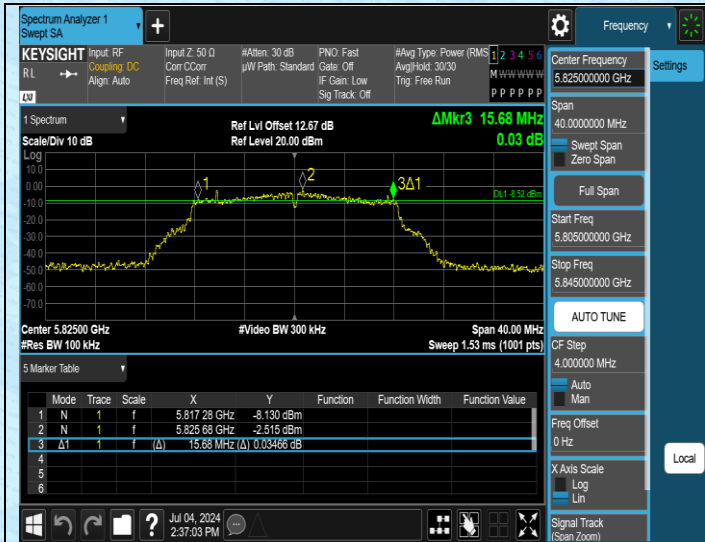 Spectrum Analyzer 1
Swept SA
+
Frequency
KEYSIGHT
RL
LXI
Input: RF
Coupling: DC
Align: Auto
Input Z: 50 Ω
Corr CCorr
Freq Ref: Int (S)
#Atten: 30 dB
µW Path: Standard
PNO: Fast
Gate: Off
IF Gain: Low
Sig Track: Off
#Avg Type: Power (RMS
Avg|Hold: 30/30
Trig: Free Run
1 2 3 4 5 6
M W W W W W
P P P P P P
1 Spectrum
Scale/Div 10 dB
Ref Lvl Offset 12.67 dB
Ref Level 20.00 dBm
ΔMkr3 15.68 MHz
0.03 dB
Log
10.0
0.00
-10.0
-20.0
-30.0
-40.0
-50.0
-60.0
-70.0
1
2
3Δ1
DL1 -8.52 dBm
Center 5.82500 GHz
#Res BW 100 kHz
#Video BW 300 kHz
Span 40.00 MHz
Sweep 1.53 ms (1001 pts)
5 Marker Table
Mode Trace Scale X Y Function Function Width Function Value
1 N 1 f 5.817 28 GHz -8.130 dBm
2 N 1 f 5.825 68 GHz -2.515 dBm
3 Δ1 1 f (Δ) 15.68 MHz (Δ) 0.03466 dB
4
5
6
?
Jul 04, 2024
2:37:03 PM
Center Frequency
5.825000000 GHz
Span
40.0000000 MHz
Swept Span
Zero Span
Full Span
Start Freq
5.805000000 GHz
Stop Freq
5.845000000 GHz
AUTO TUNE
CF Step
4.000000 MHz
Auto
Man
Freq Offset
0 Hz
X Axis Scale
Log
Lin
Signal Track
(Span Zoom)
Settings
Local